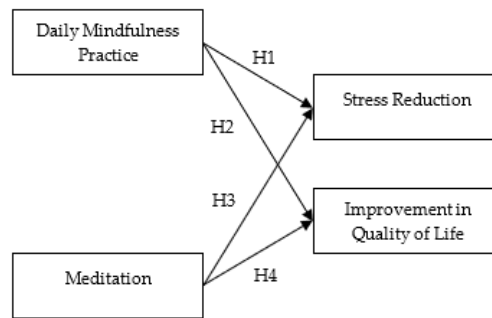 Daily Mindfulness
Practice
H1
Stress Reduction
H2
H3
Improvement in
Quality of Life
Meditation
H4